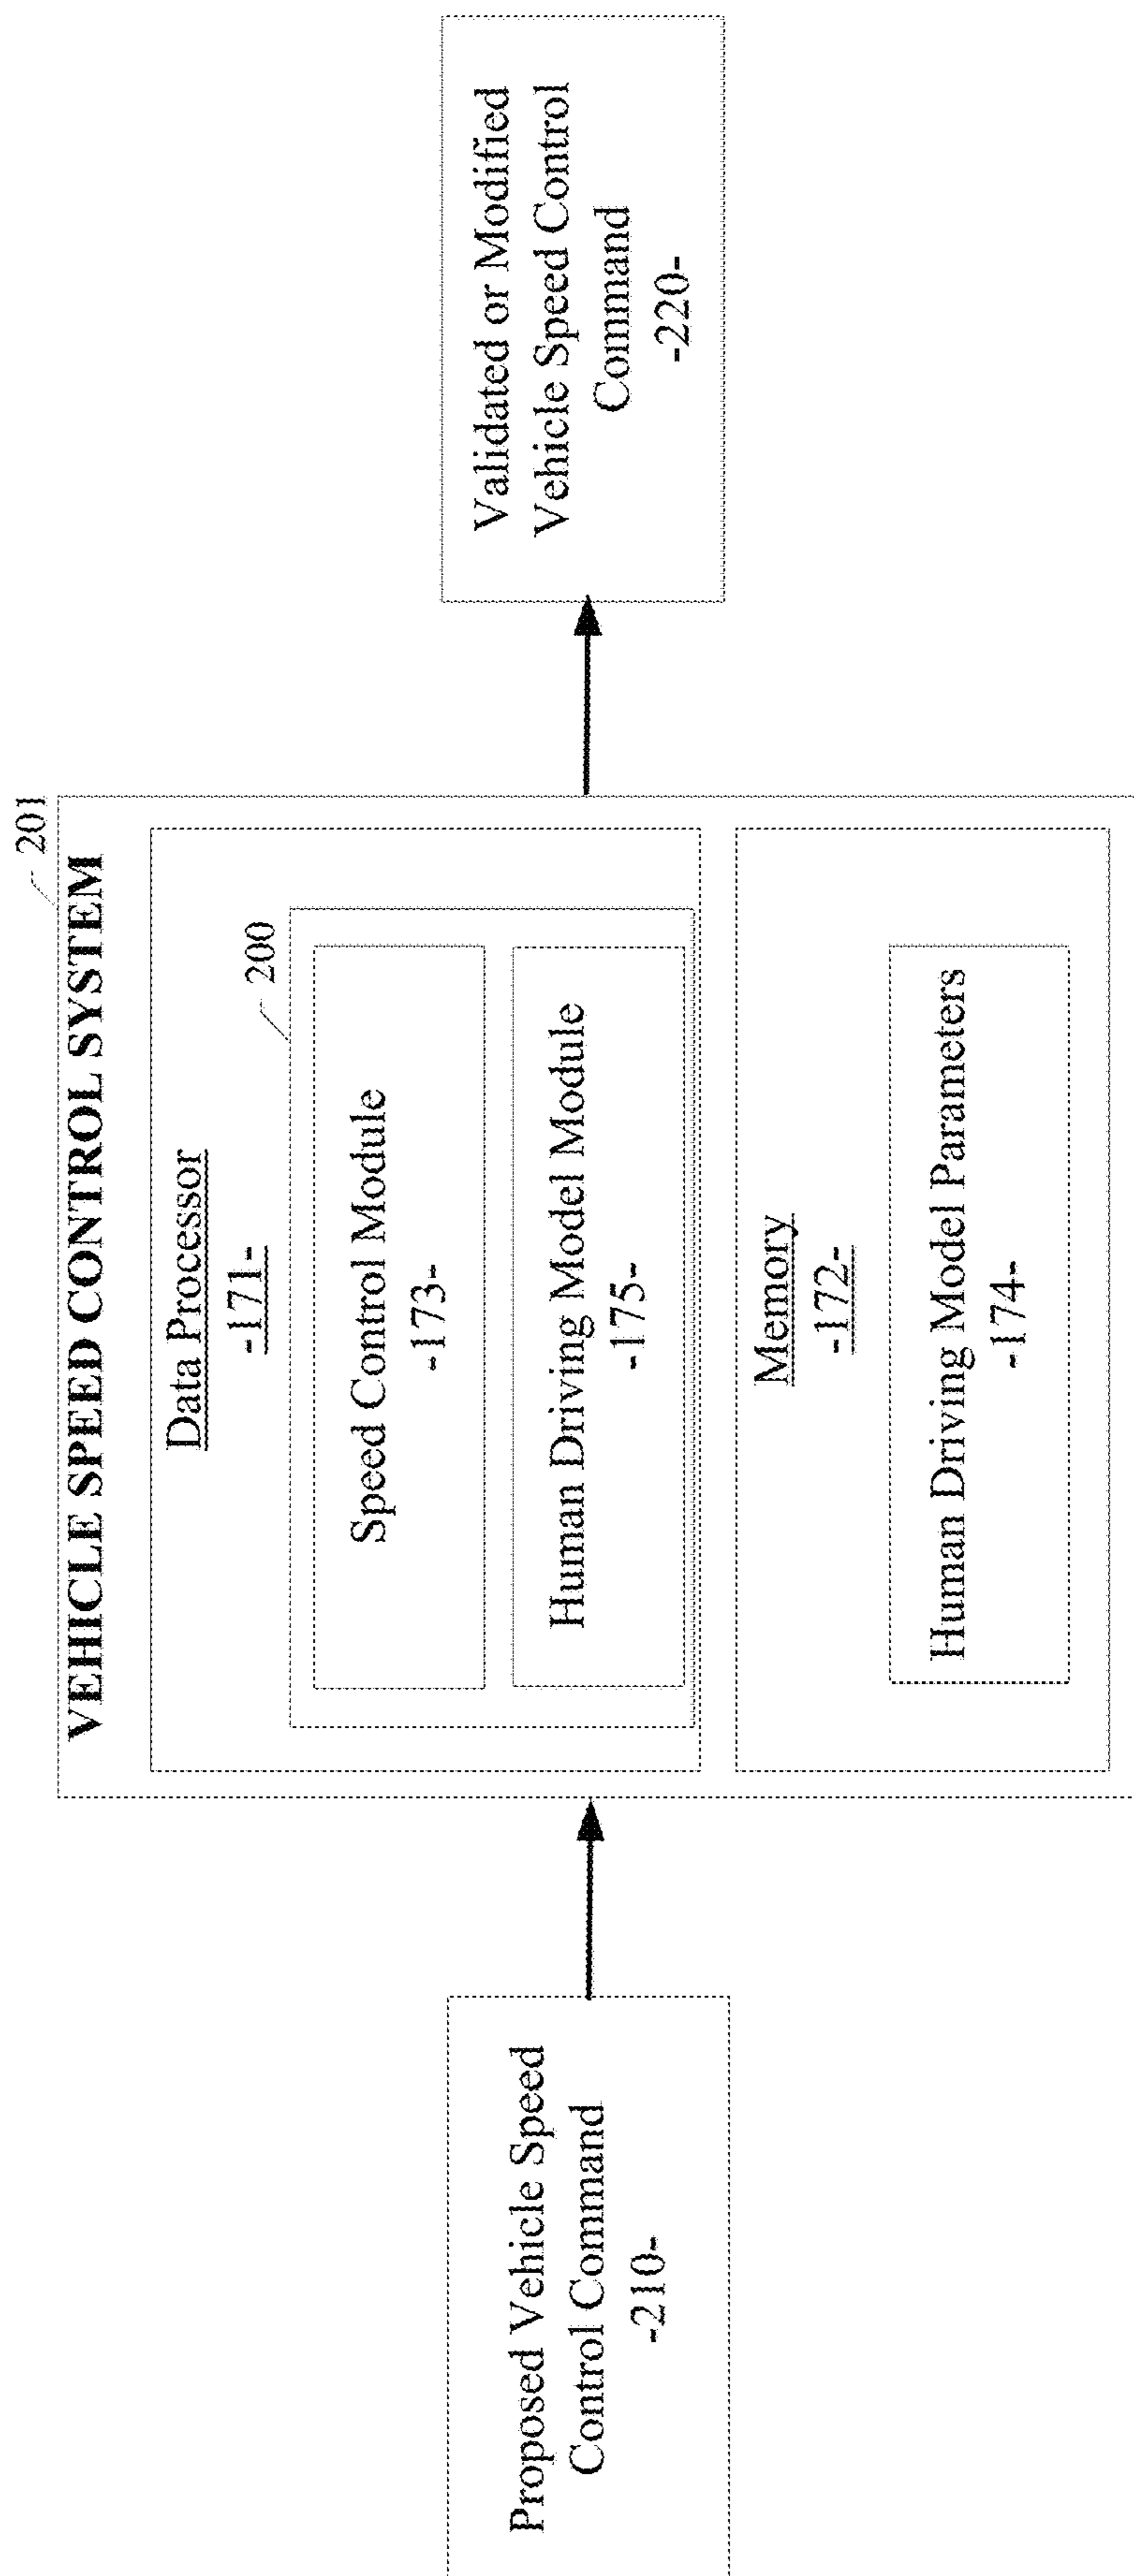 Proposed Vehicle Speed
Control Command
-210-
201
VEHICLE SPEED CONTROL SYSTEM
Data Processor
-171-
200
Speed Control Module
-173-
Human Driving Model Module
-175-
Memory
-172-
Human Driving Model Parameters
-174-
Validated or Modified
Vehicle Speed Control
Command
-220-